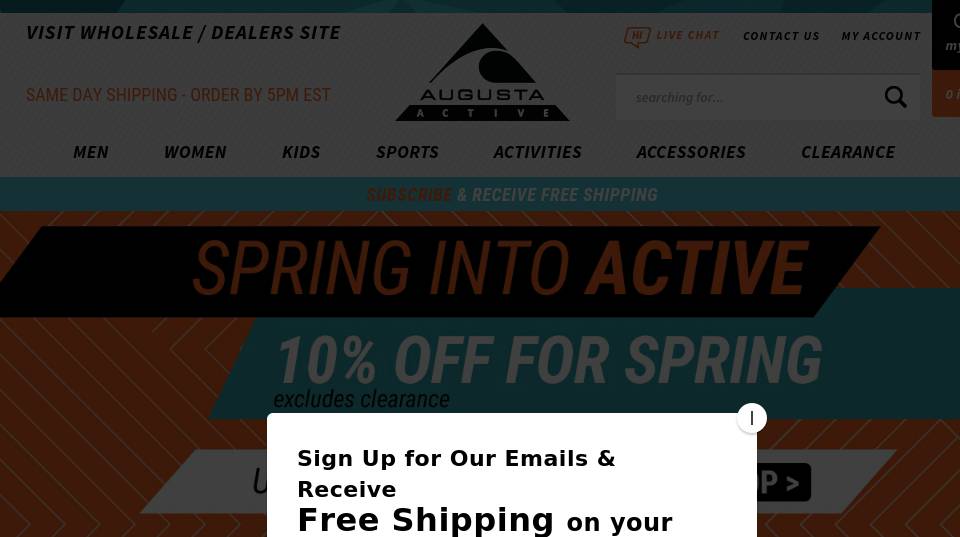 VISIT WHOLESALE / DEALERS SITE
HI LIVE CHAT
CONTACT US
MY ACCOUNT
my
SAME DAY SHIPPING - ORDER BY 5PM EST
AUGUSTA
ACTIVE
searching for...
0 i
MEN
WOMEN
KIDS
SPORTS
ACTIVITIES
ACCESSORIES
CLEARANCE
SUBSCRIBE & RECEIVE FREE SHIPPING
SPRING INTO ACTIVE
10% OFF FOR SPRING
excludes clearance
Sign Up for Our Emails &
Receive
Free Shipping on your